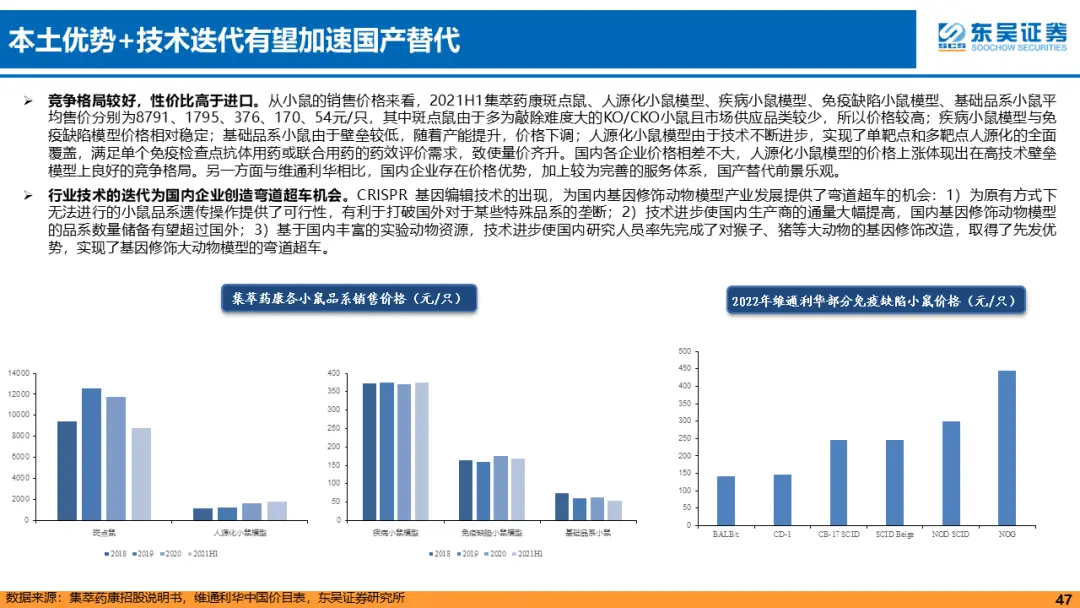 本土优势+技术迭代有望加速国产替代
东吴证券
SCS SOOCHOW SECURITIES
➢ 竞争格局较好，性价比高于进口。从小鼠的销售价格来看，2021H1集萃药康斑点鼠、人源化小鼠模型、疾病小鼠模型、免疫缺陷小鼠模型、基础品系小鼠平
均售价分别为8791、1795、376、170、54元/只，其中斑点鼠由于多为敲除难度大的KO/CKO小鼠且市场供应品类较少，所以价格较高；疾病小鼠模型与免
疫缺陷模型价格相对稳定；基础品系小鼠由于壁垒较低，随着产能提升，价格下调；人源化小鼠模型由于技术不断进步，实现了单靶点和多靶点人源化的全面
覆盖，满足单个免疫检查点抗体用药或联合用药的药效评价需求，致使量价齐升。国内各企业价格相差不大，人源化小鼠模型的价格上涨体现出在高技术壁垒
模型上良好的竞争格局。另一方面与维通利华相比，国内企业存在价格优势，加上较为完善的服务体系，国产替代前景乐观。
➢ 行业技术的迭代为国内企业创造弯道超车机会。CRISPR 基因编辑技术的出现，为国内基因修饰动物模型产业发展提供了弯道超车的机会：1）为原有方式下
无法进行的小鼠品系遗传操作提供了可行性，有利于打破国外对于某些特殊品系的垄断；2）技术进步使国内生产商的通量大幅提高，国内基因修饰动物模型
的品系数量储备有望超过国外；3）基于国内丰富的实验动物资源，技术进步使国内研究人员率先完成了对猴子、猪等大动物的基因修饰改造，取得了先发优
势，实现了基因修饰大动物模型的弯道超车。
集萃药康各小鼠品系销售价格（元/只）
14000
12000
10000
8000
6000
4000
2000
0
斑点鼠 人源化小鼠模型
2018 2019 2020 2021H1
400
350
300
250
200
150
100
50
0
疾病小鼠模型 免疫缺陷小鼠模型 基础品系小鼠
2018 2019 2020 2021H1
2022年维通利华部分免疫缺陷小鼠价格（元/只）
500
450
400
350
300
250
200
150
100
50
0
BALB/c CD-1 CB-17 SCID SCID Beige NOD SCID NOG
数据来源：集萃药康招股说明书，维通利华中国价目表，东吴证券研究所
47